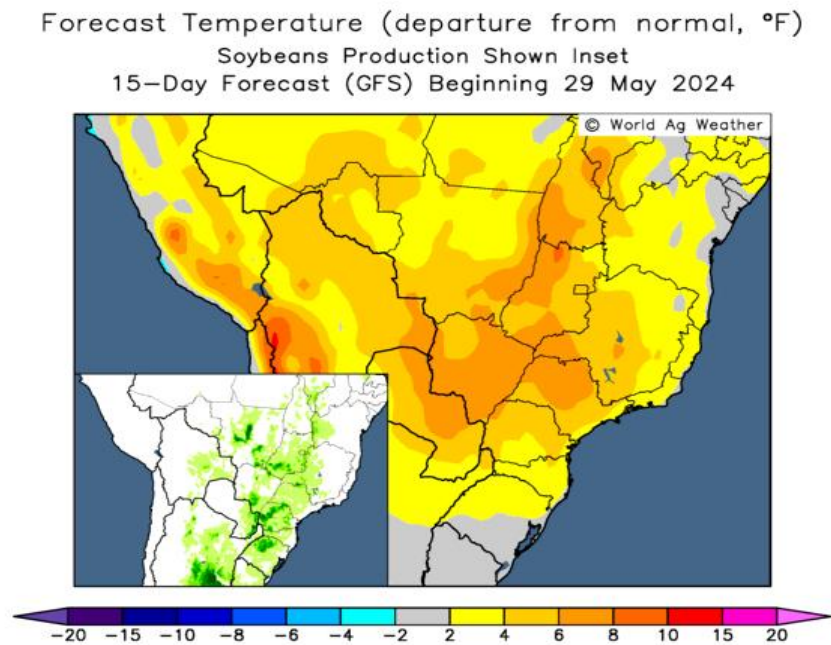 Forecast Temperature (departure from normal, °F)
Soybeans Production Shown Inset
15-Day Forecast (GFS) Beginning 29 May 2024
© World Ag Weather
-20 -15 -10 -8 -6 -4 -2 2 4 6 8 10 15 20